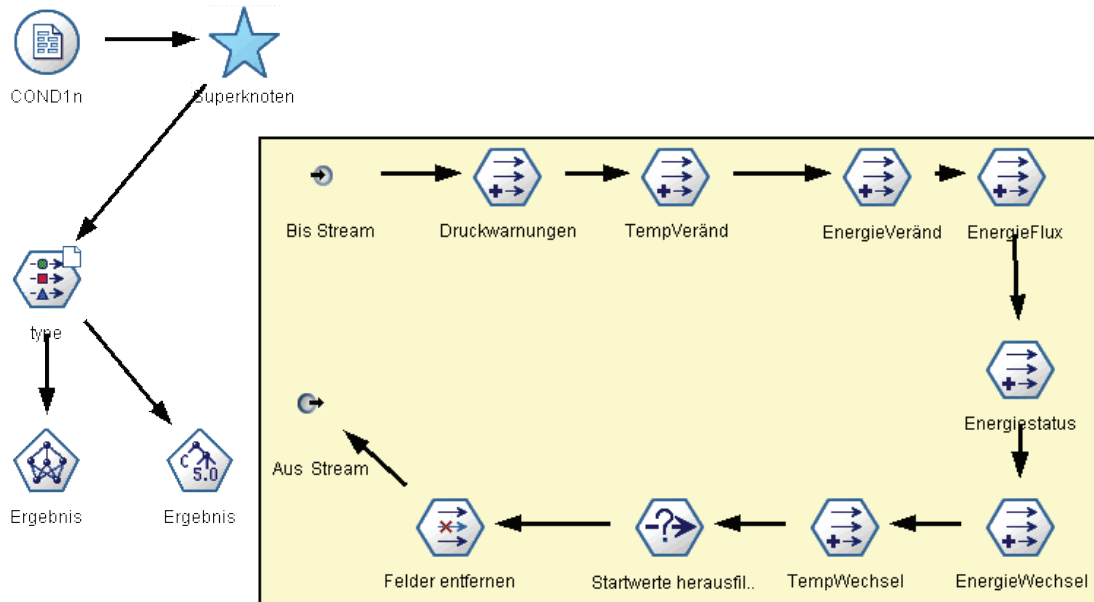 COND1n
Superknoten
Bis Stream
Druckwarnungen
TempVeränd
EnergieVeränd
EnergieFlux
type
Energiestatus
Aus Stream
C 5.0
Ergebnis
Ergebnis
Felder entfernen
Startwerte herausfil..
TempWechsel
EnergieWechsel